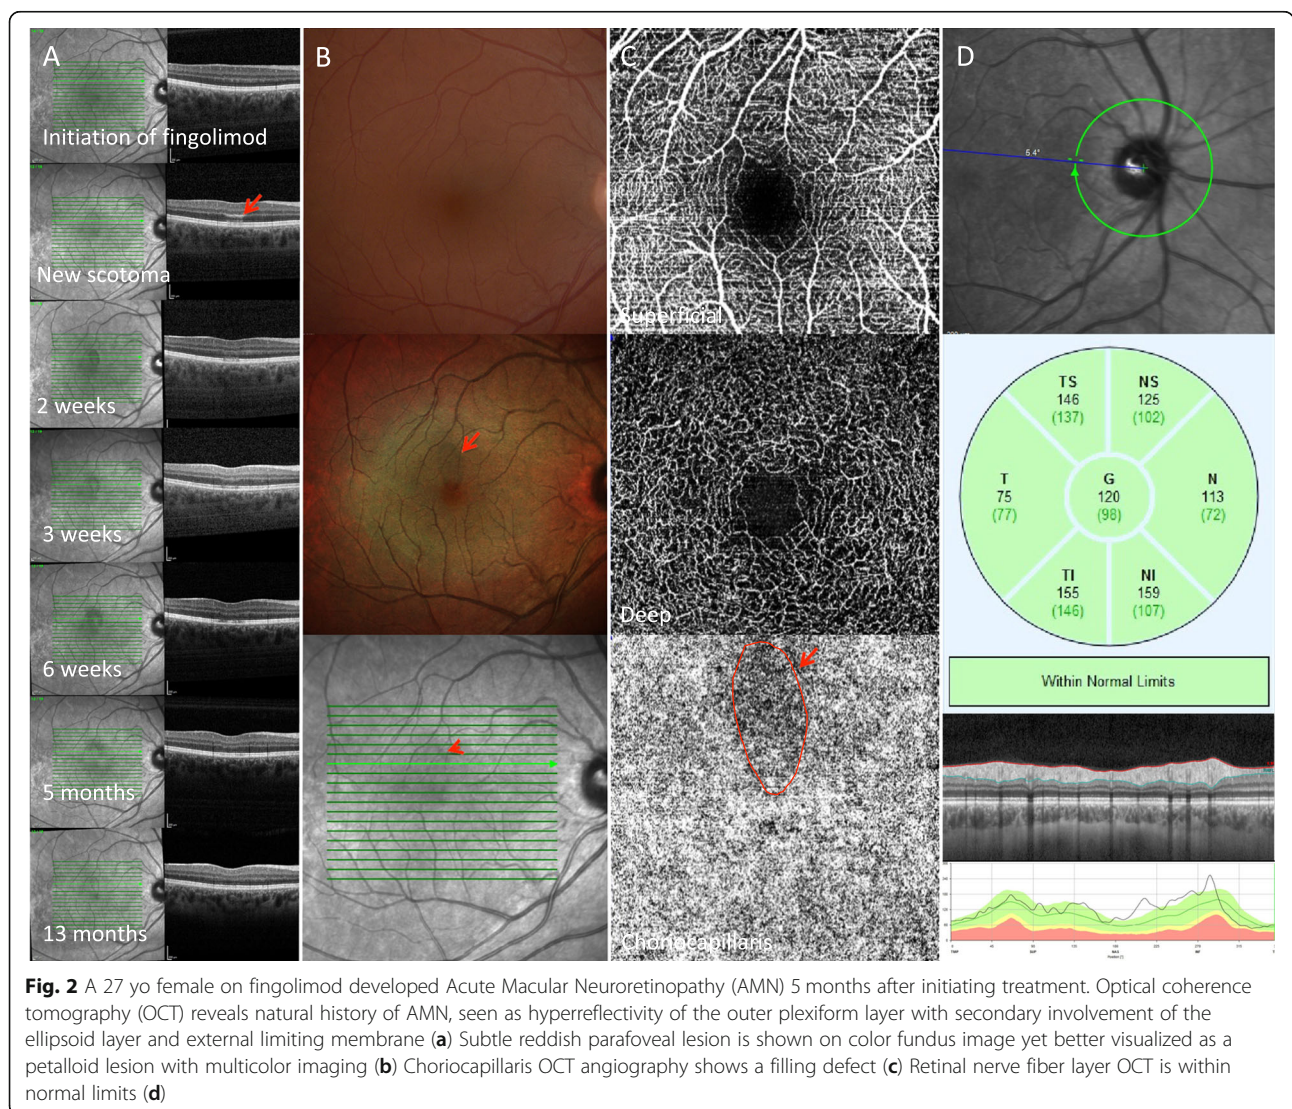 A
Initiation of fingolimod
New scotoma
2 weeks
3 weeks
6 weeks
5 months
13 months
B
C
Superficial
Deep
Choriocapillaris
D
5.4°
TS
146
(137)
NS
125
(102)
T
75
(77)
G
120
(98)
N
113
(72)
TI
155
(146)
NI
159
(107)
Within Normal Limits
Fig. 2 A 27 yo female on fingolimod developed Acute Macular Neuroretinopathy (AMN) 5 months after initiating treatment. Optical coherence
tomography (OCT) reveals natural history of AMN, seen as hyperreflectivity of the outer plexiform layer with secondary involvement of the
ellipsoid layer and external limiting membrane (a) Subtle reddish parafoveal lesion is shown on color fundus image yet better visualized as a
petalloid lesion with multicolor imaging (b) Choriocapillaris OCT angiography shows a filling defect (c) Retinal nerve fiber layer OCT is within
normal limits (d)